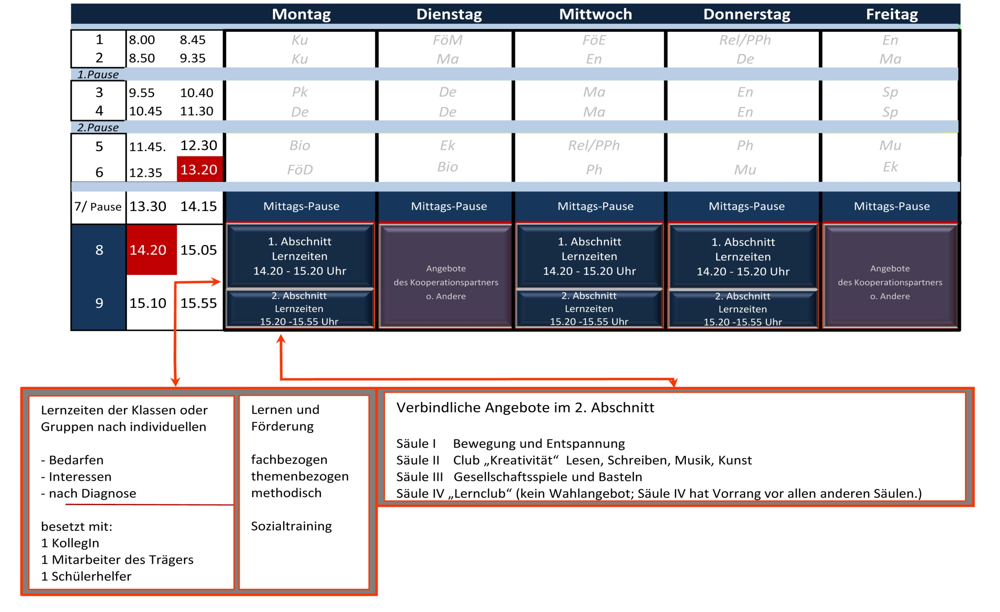 Montag Dienstag Mittwoch Donnerstag Freitag
1 8.00 8.45 Ku FöM FöE Rel/PPh En
2 8.50 9.35 Ku Ma En De Ma
1.Pause
3 9.55 10.40 Pk De Ma En Sp
4 10.45 11.30 De De Ma En Sp
2.Pause
5 11.45. 12.30 Bio Ek Rel/PPh Ph Mu
6 12.35 13.20 FöD Bio Ph Mu Ek
7/ Pause 13.30 14.15 Mittags-Pause Mittags-Pause Mittags-Pause Mittags-Pause Mittags-Pause
8 14.20 15.05
9 15.10 15.55
1. Abschnitt
Lernzeiten
14.20 - 15.20 Uhr
2. Abschnitt
Lernzeiten
15.20 -15.55 Uhr
Angebote
des Kooperationspartners
o. Andere
1. Abschnitt
Lernzeiten
14.20 - 15.20 Uhr
2. Abschnitt
Lernzeiten
15.20 -15.55 Uhr
1. Abschnitt
Lernzeiten
14.20 - 15.20 Uhr
2. Abschnitt
Lernzeiten
15.20 -15.55 Uhr
Angebote
des Kooperationspartners
o. Andere
Lernzeiten der Klassen oder
Gruppen nach individuellen
- Bedarfen
- Interessen
- nach Diagnose
besetzt mit:
1 KollegIn
1 Mitarbeiter des Trägers
1 Schülerhelfer
Lernen und
Förderung
fachbezogen
themenbezogen
methodisch
Sozialtraining
Verbindliche Angebote im 2. Abschnitt
Säule I Bewegung und Entspannung
Säule II Club „Kreativität“ Lesen, Schreiben, Musik, Kunst
Säule III Gesellschaftsspiele und Basteln
Säule IV „Lernclub“ (kein Wahlangebot; Säule IV hat Vorrang vor allen anderen Säulen.)